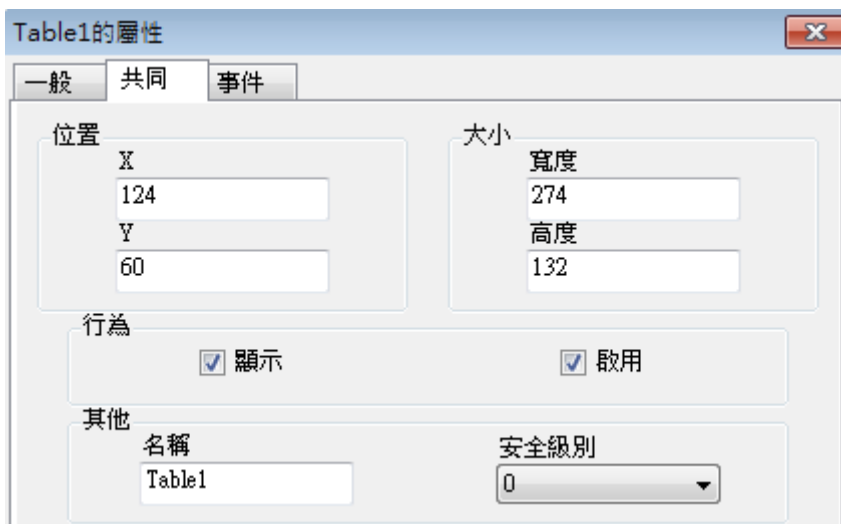 Table1的屬性
一般 共同 事件
位置 大小
X 寬度
124 274
Y 高度
60 132
行為
顯示 啟用
其他
名稱 安全級別
Table1 0